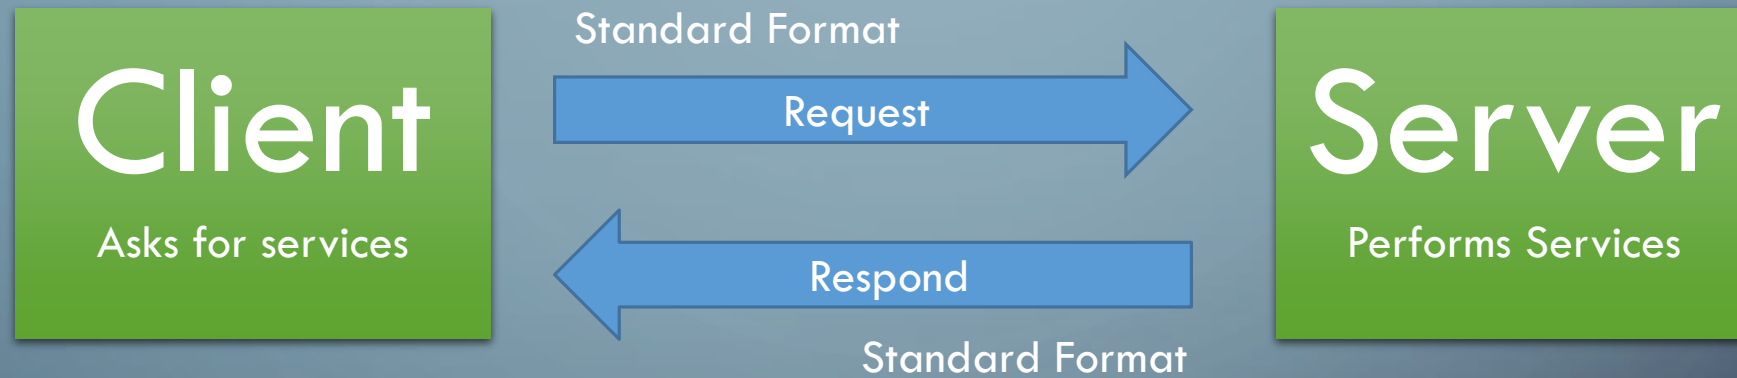 Client
Asks for services
Standard Format
Request
Respond
Standard Format
Server
Performs Services